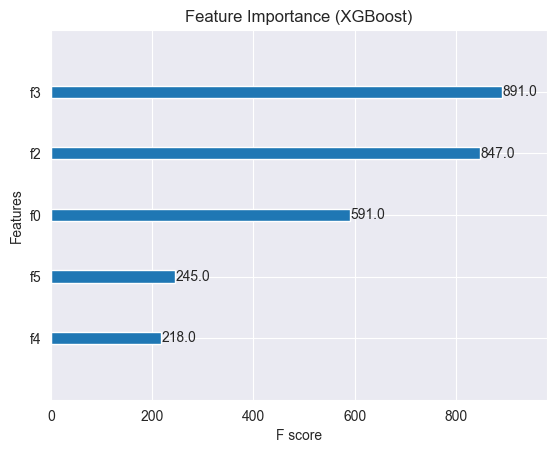 Feature Importance (XGBoost)
f3
891.0
f2
847.0
f0
591.0
f5
245.0
f4
218.0
Features
0 200 400 600 800
F score